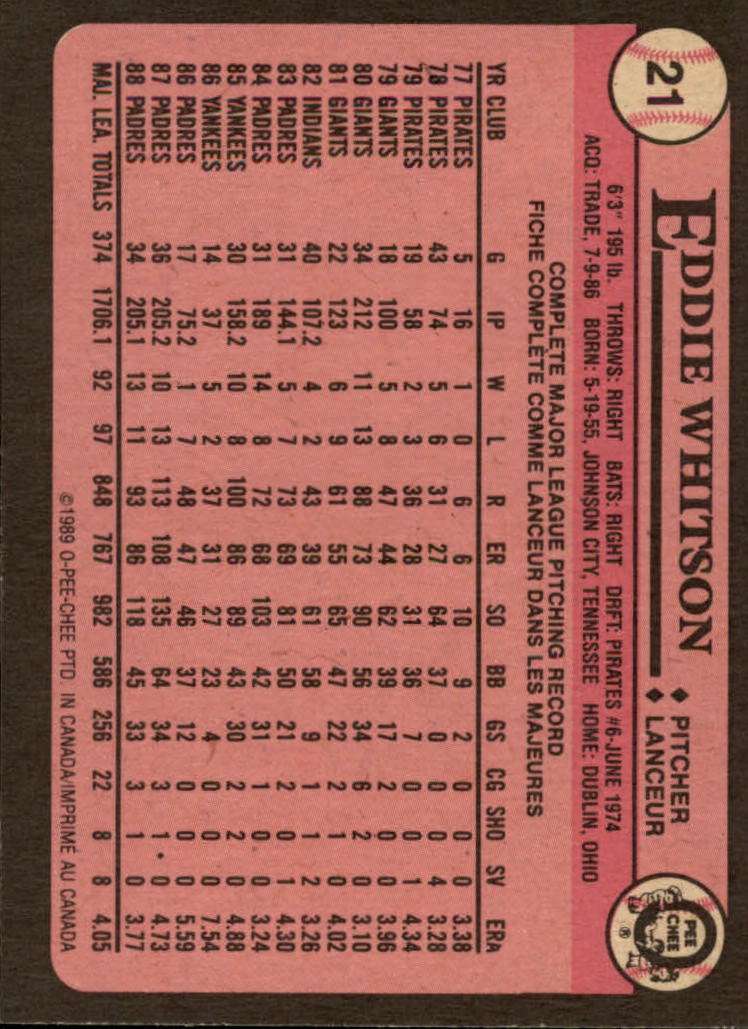 21
EDDIE WHITSON
♦ PITCHER
♦ LANCEUR
O PEE CHEE ®
6'3" 195 lb. THROWS: RIGHT BATS: RIGHT DRFT: PIRATES #6-JUNE 1974
ACQ: TRADE, 7-9-86 BORN: 5-19-55, JOHNSON CITY, TENNESSEE HOME: DUBLIN, OHIO
COMPLETE MAJOR LEAGUE PITCHING RECORD
FICHE COMPLÈTE COMME LANCEUR DANS LES MAJEURES
YR CLUB G IP W L R ER SO BB GS CG SHO SV ERA
77 PIRATES 5 16 1 0 6 6 10 9 2 0 0 0 3.38
78 PIRATES 43 74 5 6 31 27 64 37 0 0 0 4 3.28
79 PIRATES 19 58 2 3 36 28 31 36 7 0 0 1 4.34
79 GIANTS 18 100 5 8 47 44 62 39 17 2 0 0 3.96
80 GIANTS 34 212 11 13 88 73 90 56 34 6 2 0 3.10
81 GIANTS 22 123 6 9 61 55 65 47 22 2 1 0 4.02
82 INDIANS 40 107.2 4 2 43 39 61 58 9 1 1 2 3.26
83 PADRES 31 144.1 5 7 73 69 81 50 21 2 0 1 4.30
84 PADRES 31 189 14 8 72 68 103 42 31 1 0 0 3.24
85 YANKEES 30 158.2 10 8 100 86 89 43 30 2 2 0 4.88
86 YANKEES 14 37 5 2 37 31 27 23 4 0 0 0 7.54
86 PADRES 17 75.2 1 7 48 47 46 37 12 0 0 0 5.59
87 PADRES 36 205.2 10 13 113 108 135 64 34 3 1 0 4.73
88 PADRES 34 205.1 13 11 93 86 118 45 33 3 1 0 3.77
MAJ. LEA. TOTALS 374 1706.1 92 97 848 767 982 586 256 22 8 8 4.05
©1989 O-PEE-CHEE PTD. IN CANADA/IMPRIMÉ AU CANADA